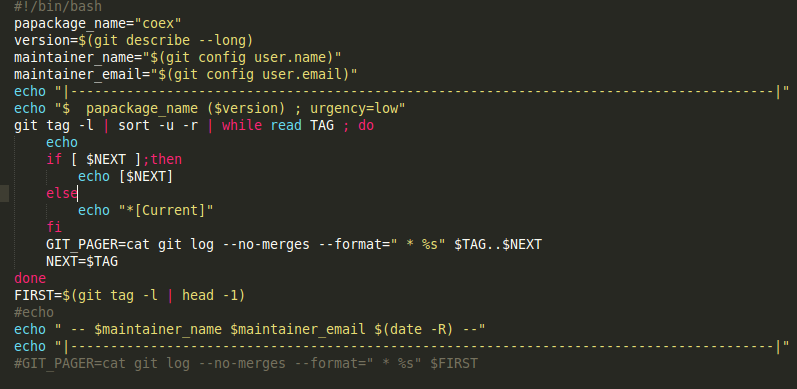 #!/bin/bash
papackage_name="coex"
version=$(git describe --long)
maintainer_name="$(git config user.name)"
maintainer_email="$(git config user.email)"
echo "|----------------------------------------------------------------------------------------|"
echo "$  papackage_name ($version) ; urgency=low"
git tag -l | sort -u -r | while read TAG ; do
    echo
    if [ $NEXT ];then
        echo [$NEXT]
    else
        echo "*[Current]"
    fi
    GIT_PAGER=cat git log --no-merges --format=" * %s" $TAG..$NEXT
    NEXT=$TAG
done
FIRST=$(git tag -l | head -1)
#echo
echo " -- $maintainer_name $maintainer_email $(date -R) --"
echo "|----------------------------------------------------------------------------------------|"
#GIT_PAGER=cat git log --no-merges --format=" * %s" $FIRST